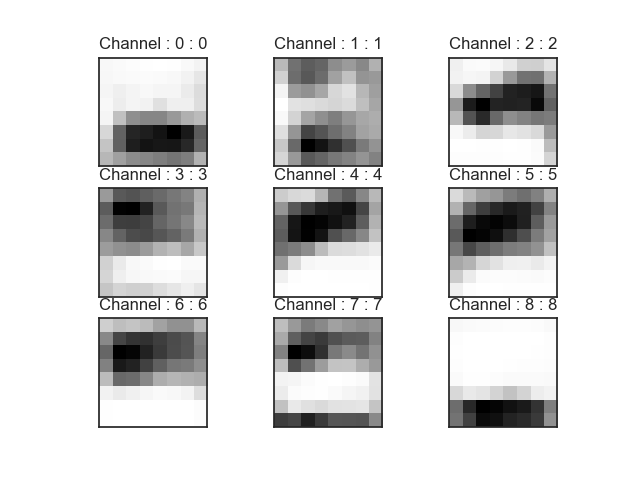 Channel : 0 : 0
Channel : 1 : 1
Channel : 2 : 2
Channel : 3 : 3
Channel : 4 : 4
Channel : 5 : 5
Channel : 6 : 6
Channel : 7 : 7
Channel : 8 : 8